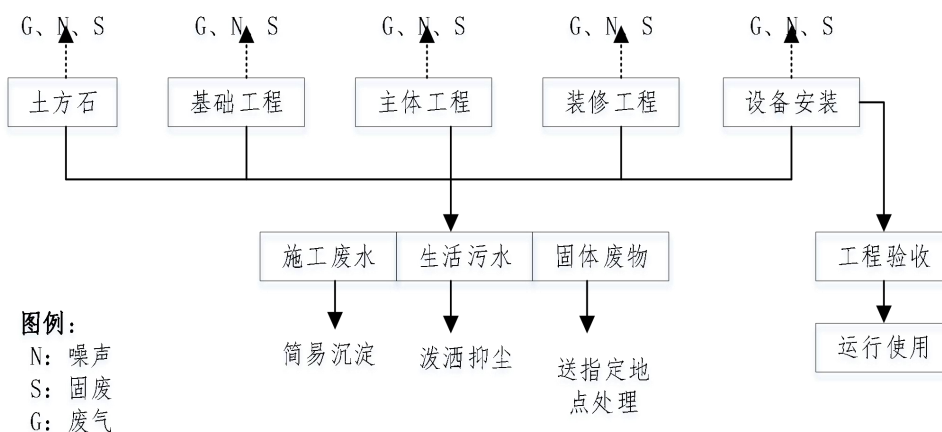 G、N、S
G、N、S
G、N、S
G、N、S
G、N、S
土方石
基础工程
主体工程
装修工程
设备安装
施工废水
生活污水
固体废物
工程验收
简易沉淀
泼洒抑尘
送指定地
点处理
运行使用
图例：
N：噪声
S：固废
G：废气